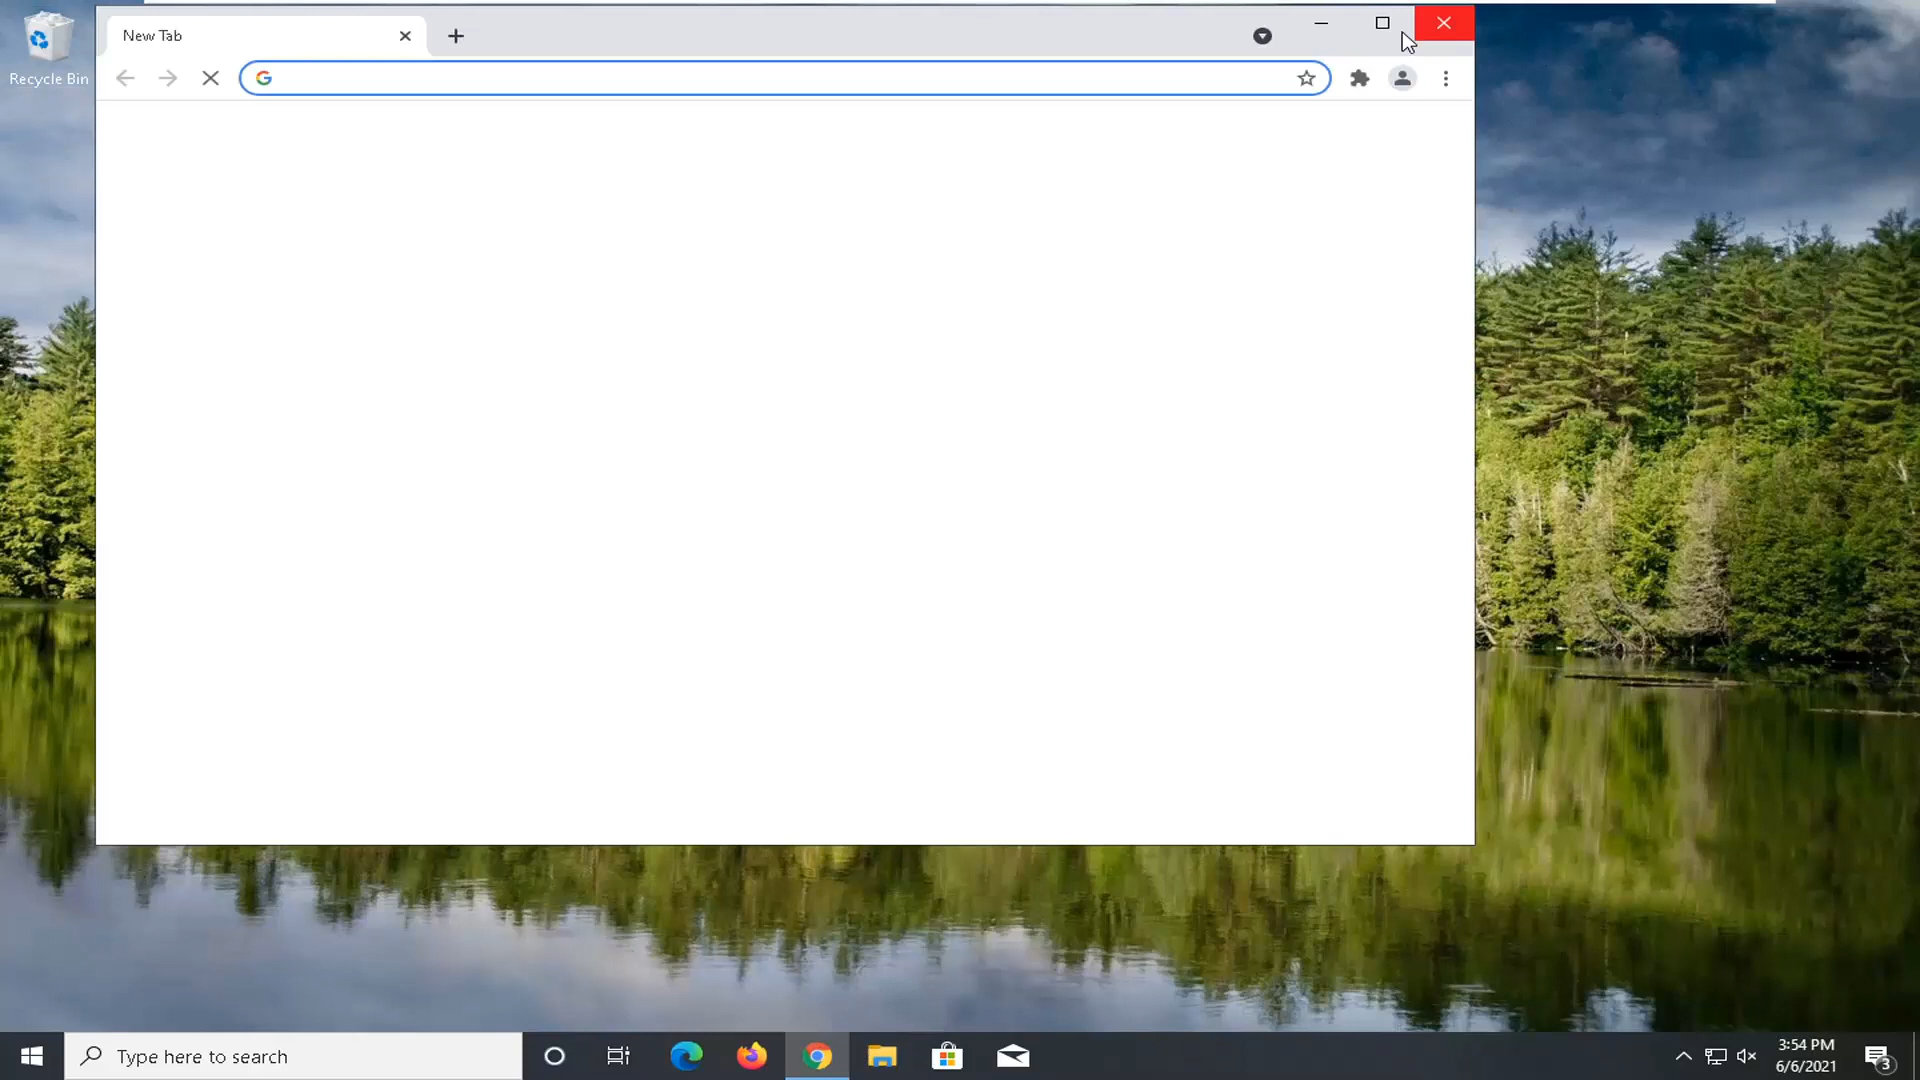 New Tab
Recycle Bin
Type here to search
3:54 PM
6/6/2021
3